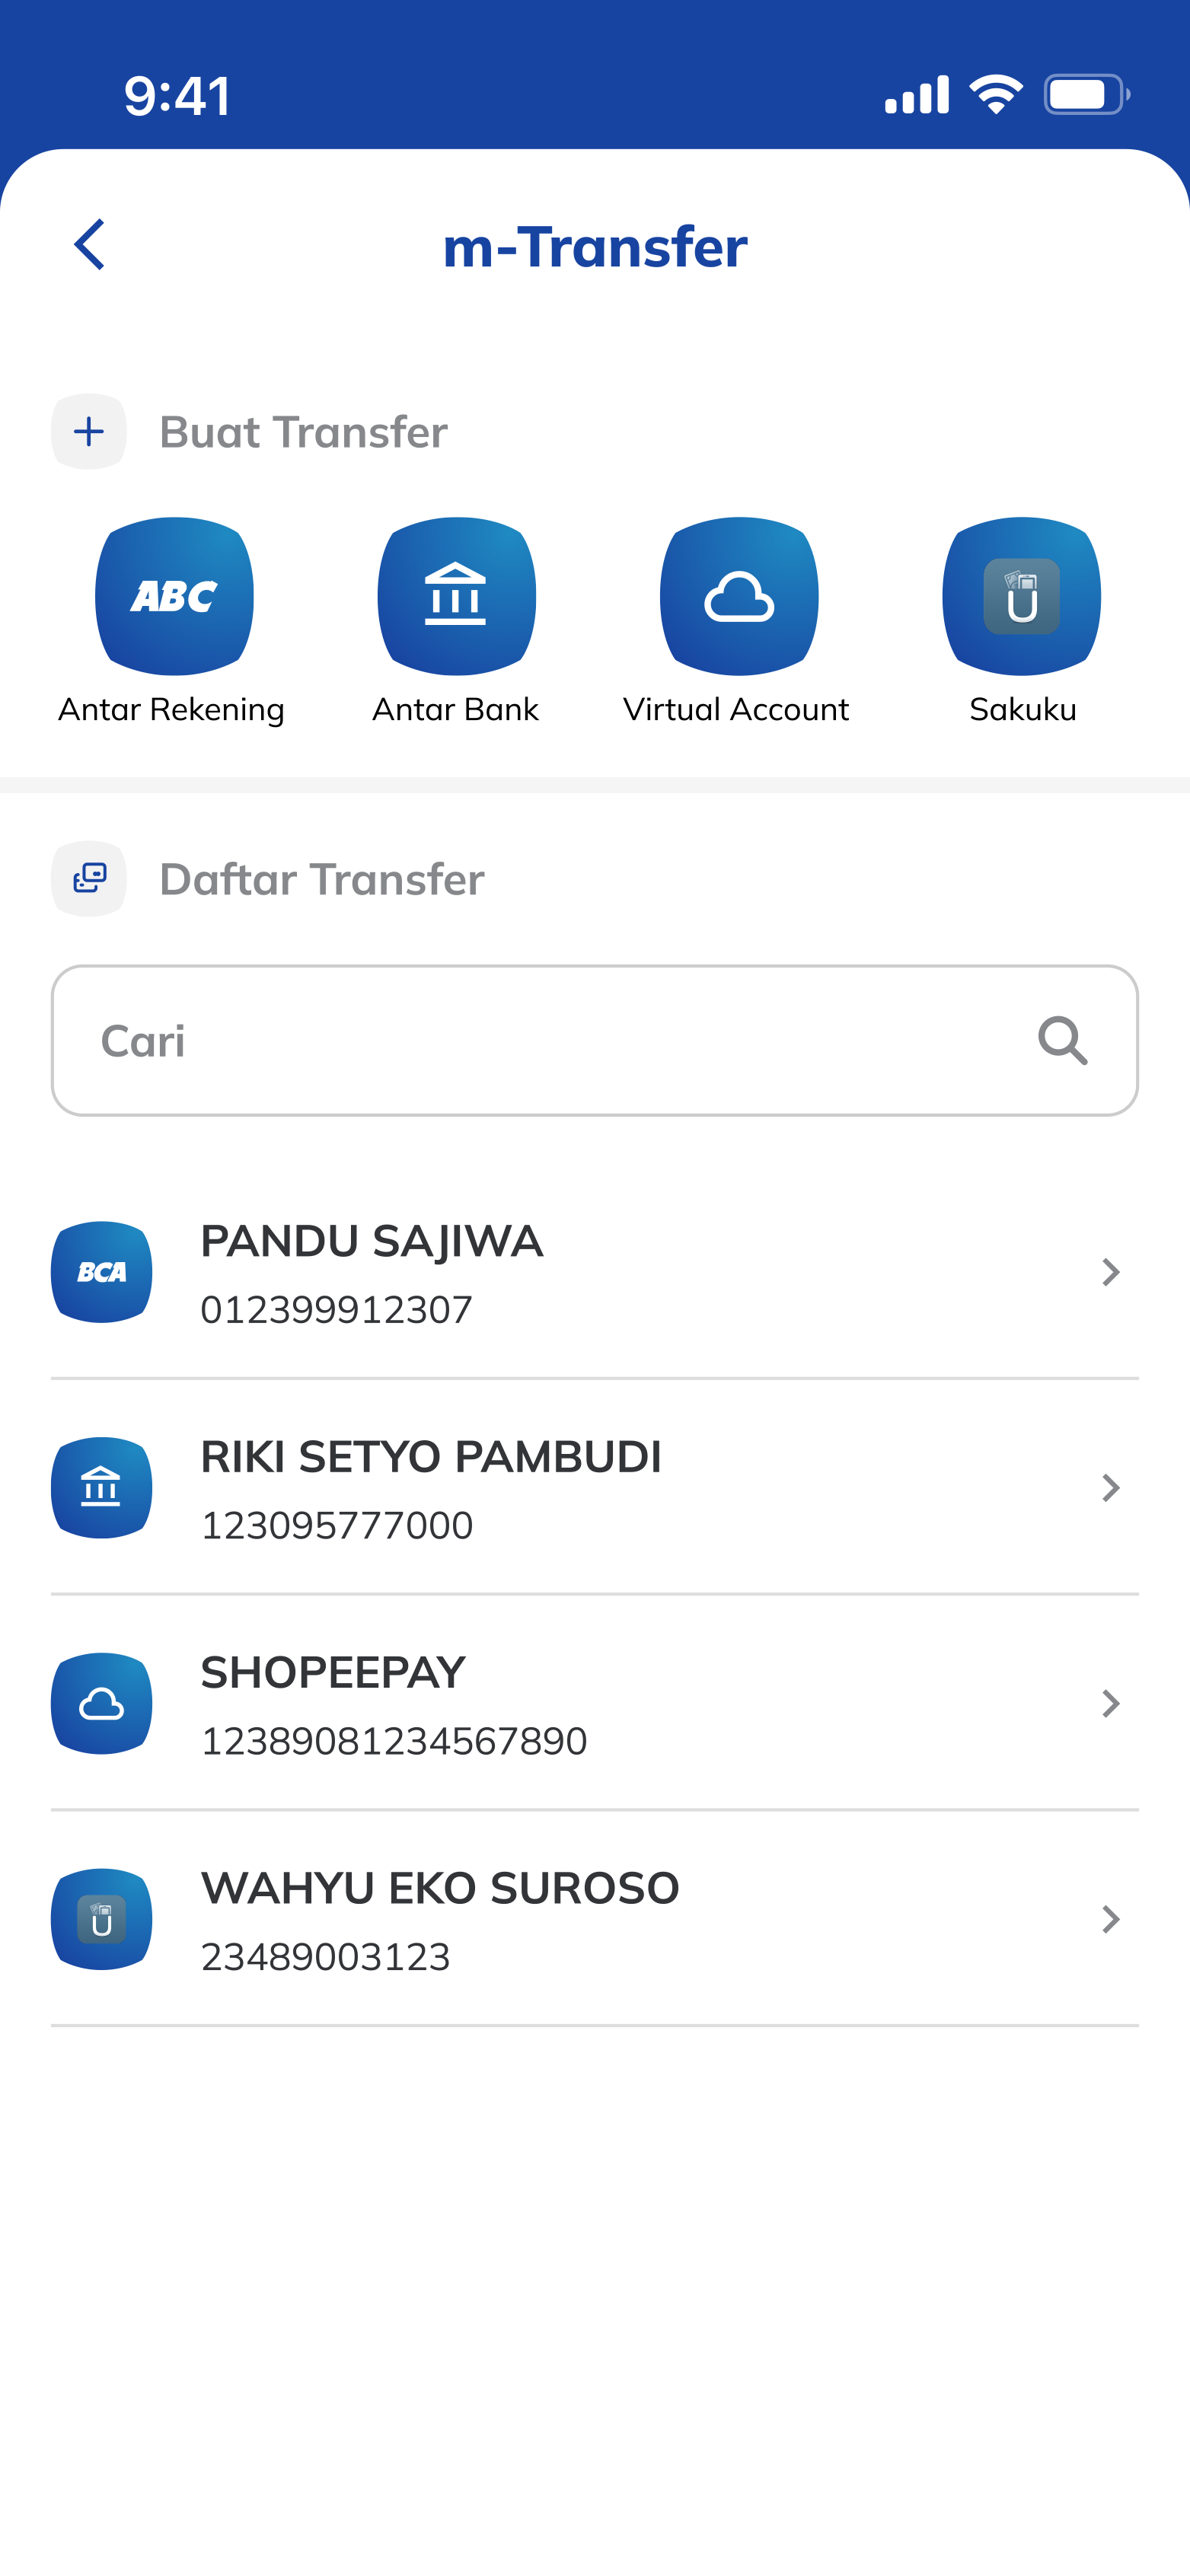 9:41
m-Transfer
Buat Transfer
ABC
U
Antar Rekening
Antar Bank
Virtual Account
Sakuku
Daftar Transfer
Cari
BCA
PANDU SAJIWA
012399912307
RIKI SETYO PAMBUDI
123095777000
SHOPEEPAY
12389081234567890
U
WAHYU EKO SUROSO
23489003123